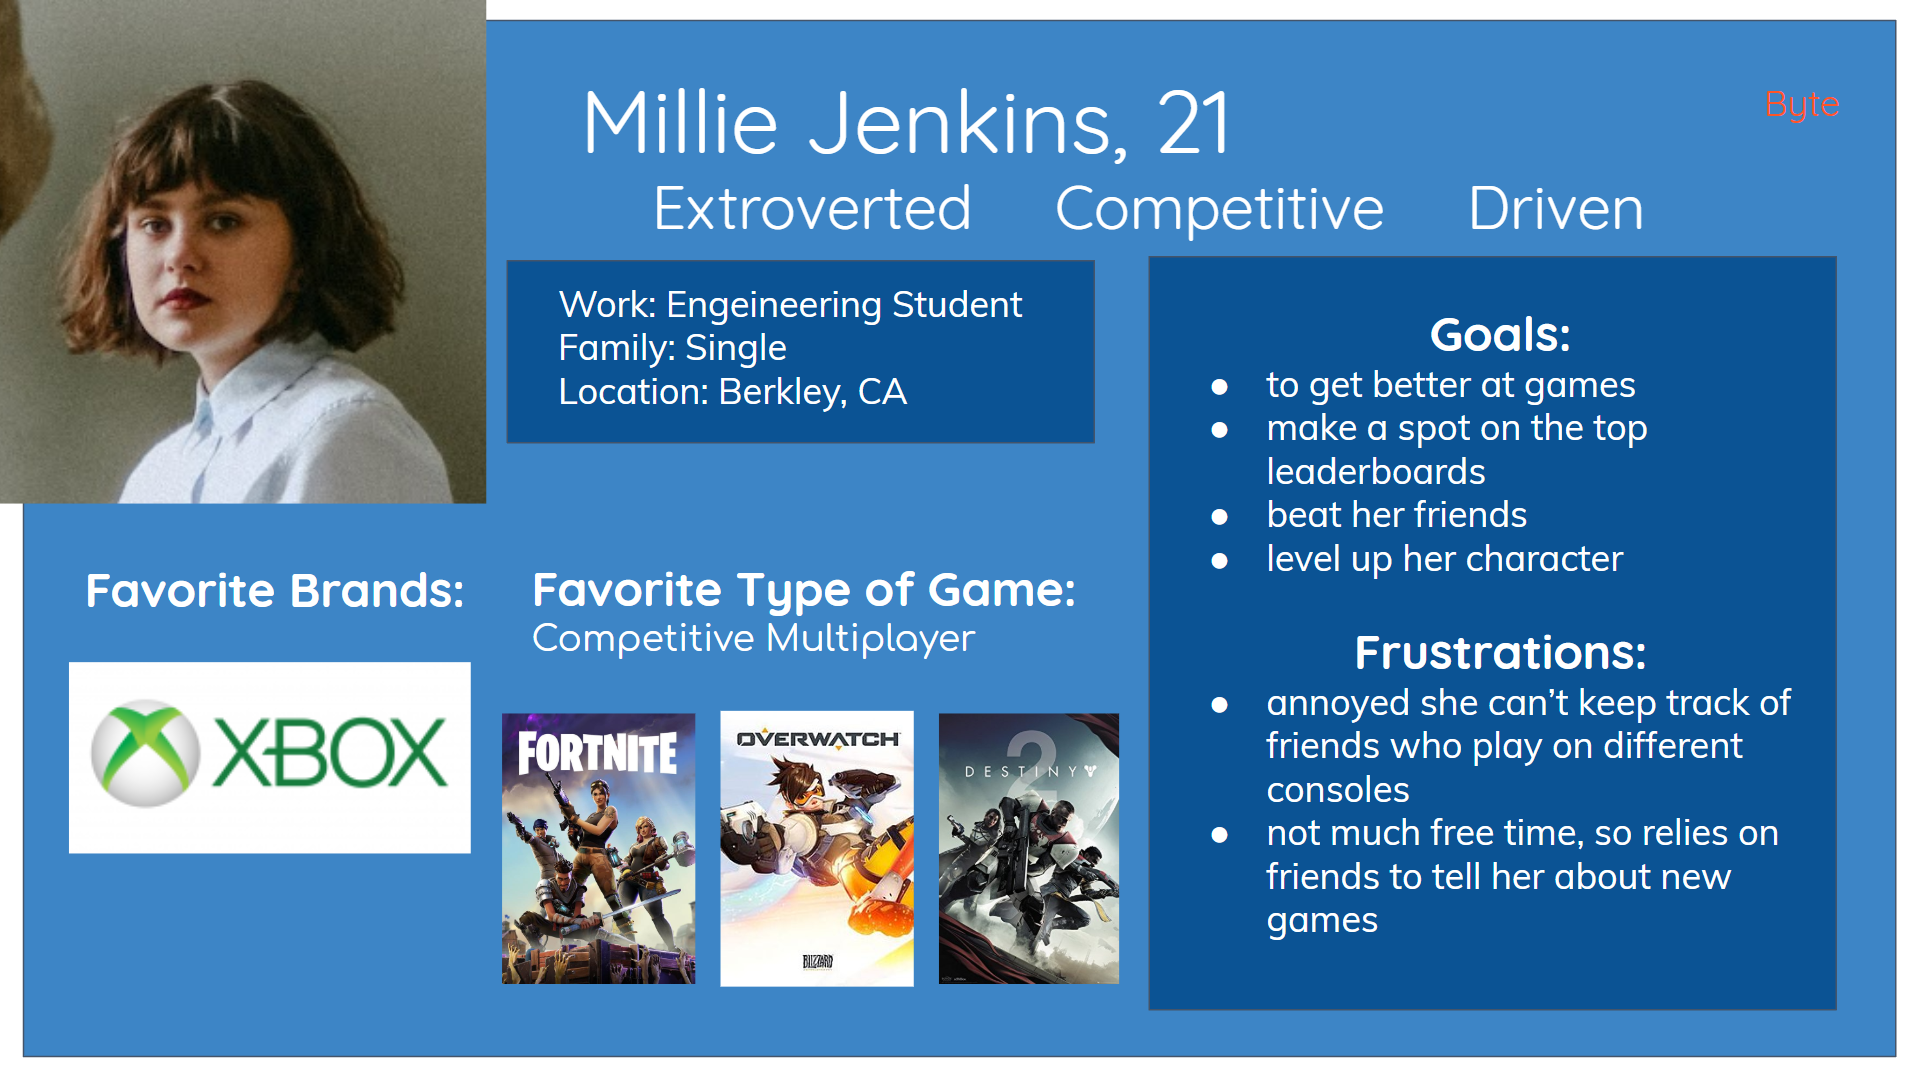 Millie Jenkins, 21
Byte
Extroverted Competitive Driven
Work: Engeineering Student
Family: Single
Location: Berkley, CA
Goals:
● to get better at games
● make a spot on the top
leaderboards
● beat her friends
● level up her character
Frustrations:
● annoyed she can’t keep track of
friends who play on different
consoles
● not much free time, so relies on
friends to tell her about new
games
Favorite Brands:
XBOX
Favorite Type of Game:
Competitive Multiplayer
FORTNITE
OVERWATCH
BLIZZARD
2
DESTINY